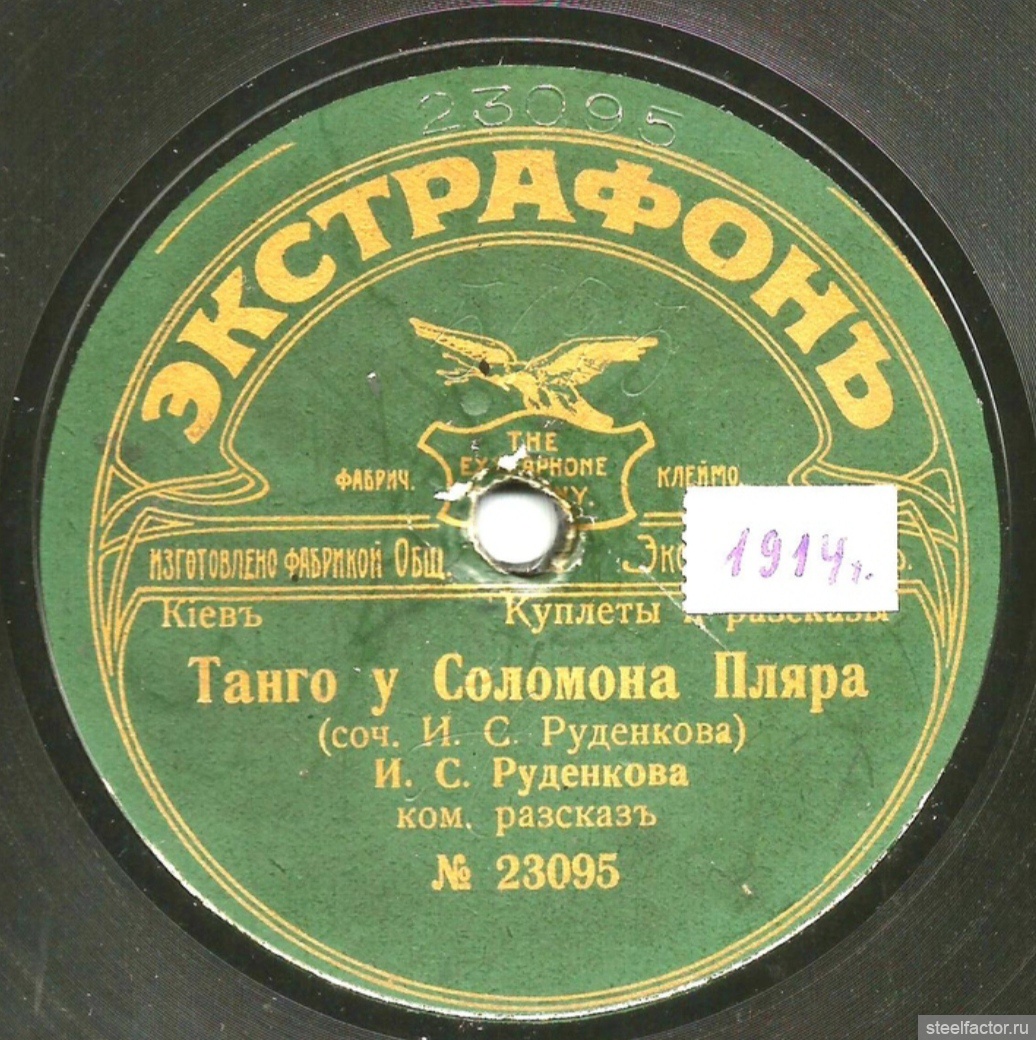 23095
ЭКСТРАФОНЪ
THE
ФАБРИЧ. КЛЕЙМО
ИЗГОТОВЛЕНО ФАБРИКОЙ ОБЩ
1914 г.
Кіевъ Куплеты
Танго у Соломона Пляра
(соч. И. С. Руденкова)
И. С. Руденкова
ком. разсказъ
№ 23095
steelfactor.ru